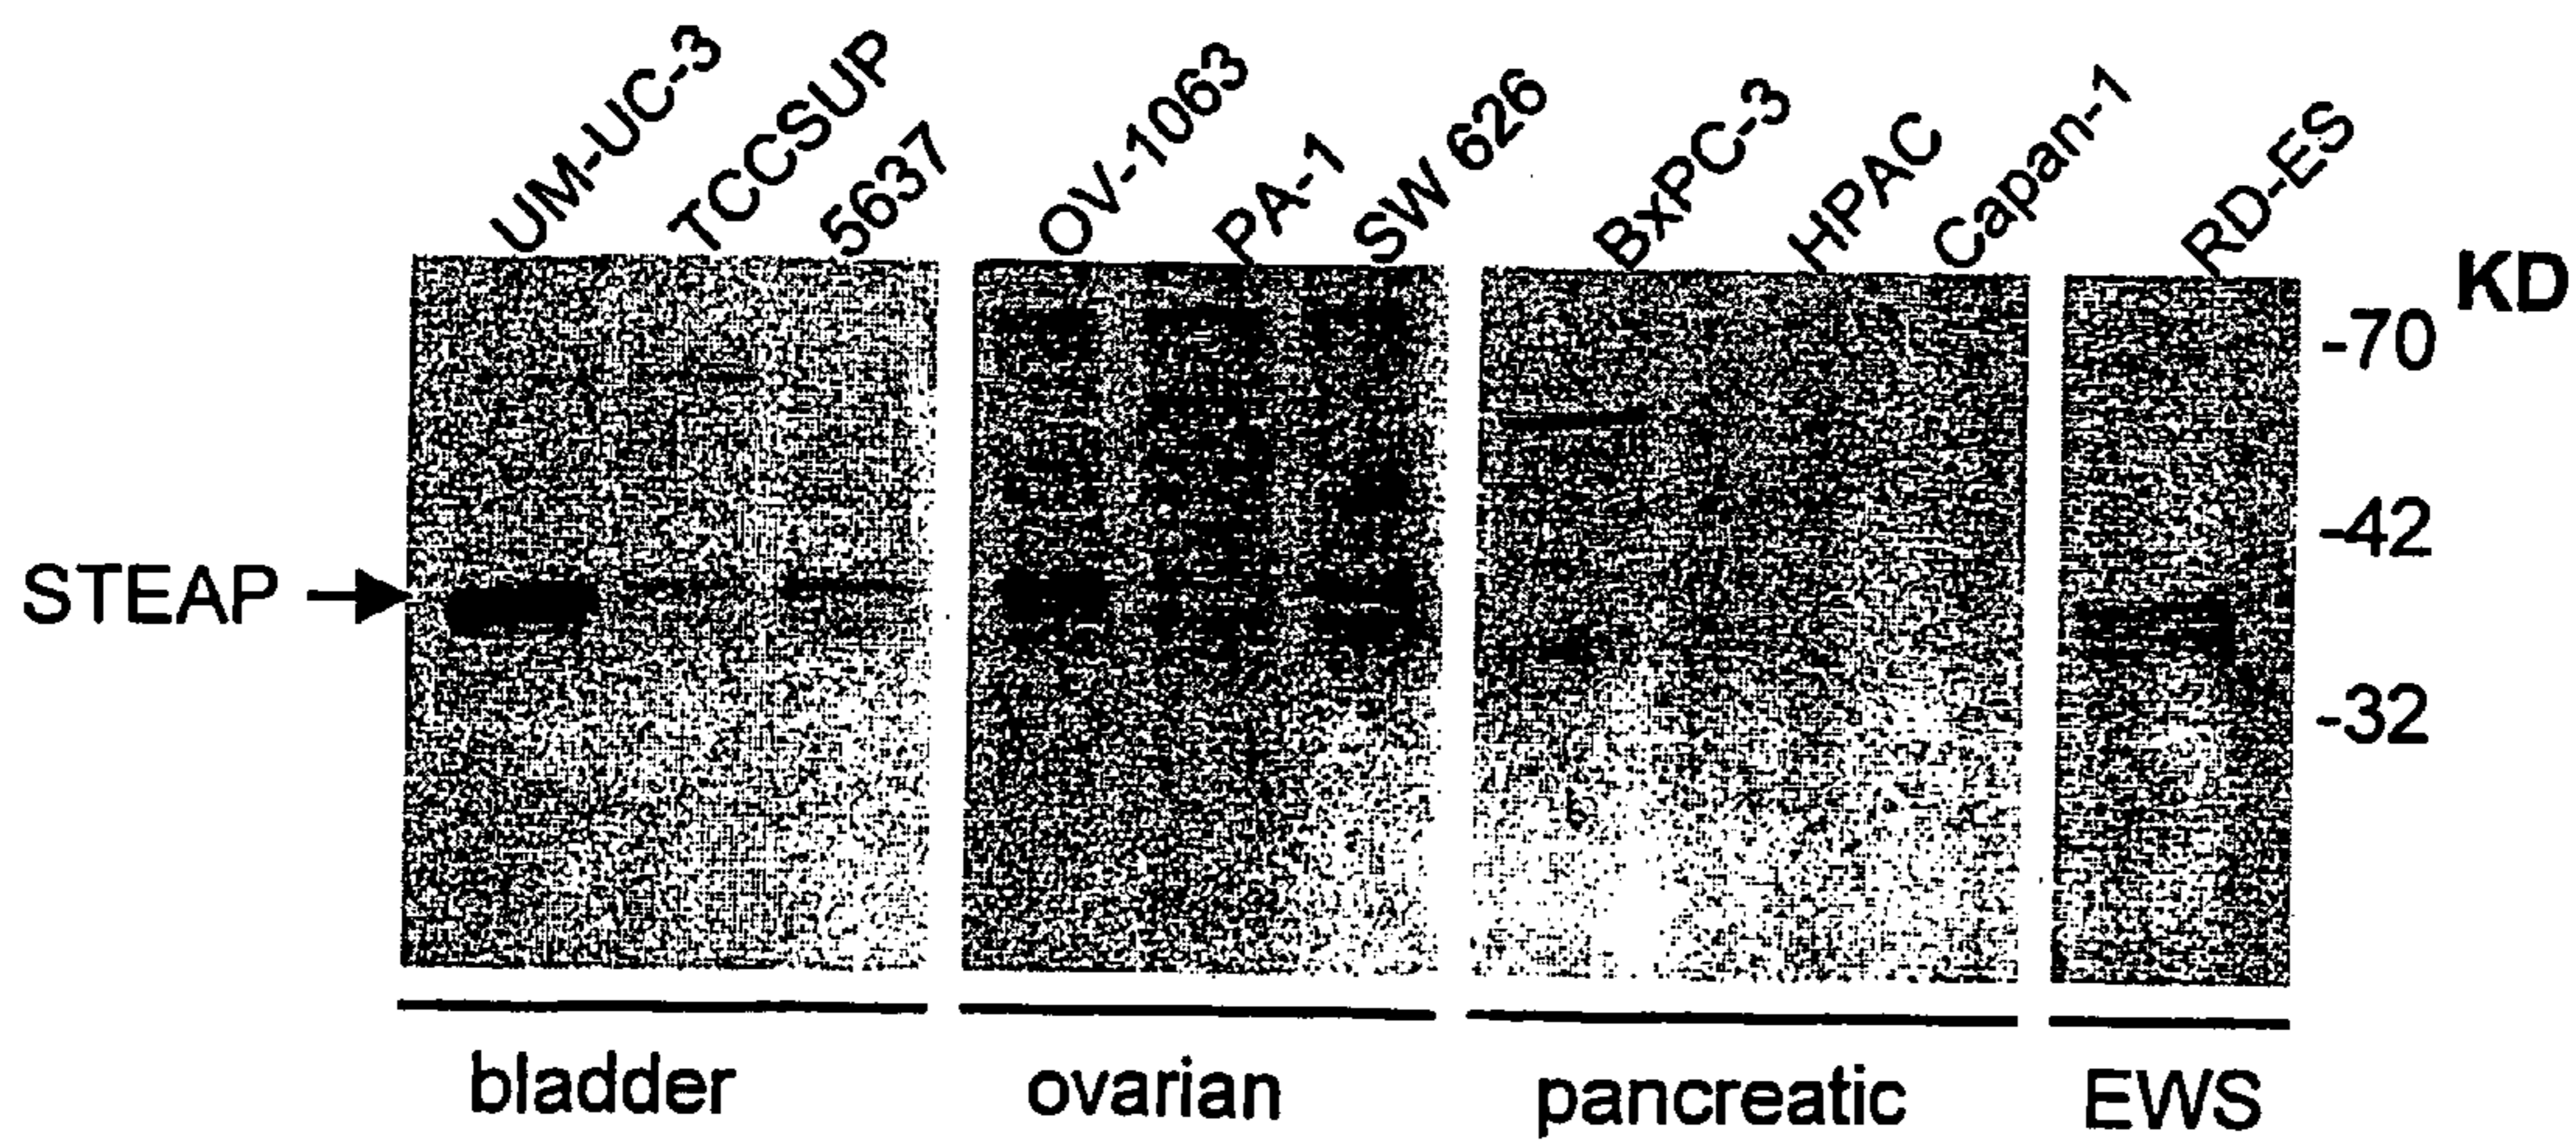 UM-UC-3
TCCSUP
5637
OV-1063
PA-1
SW 626
BxPC-3
HPAC
Capan-1
RD-ES
KD
-70
-42
STEAP
-32
bladder
ovarian
pancreatic
EWS